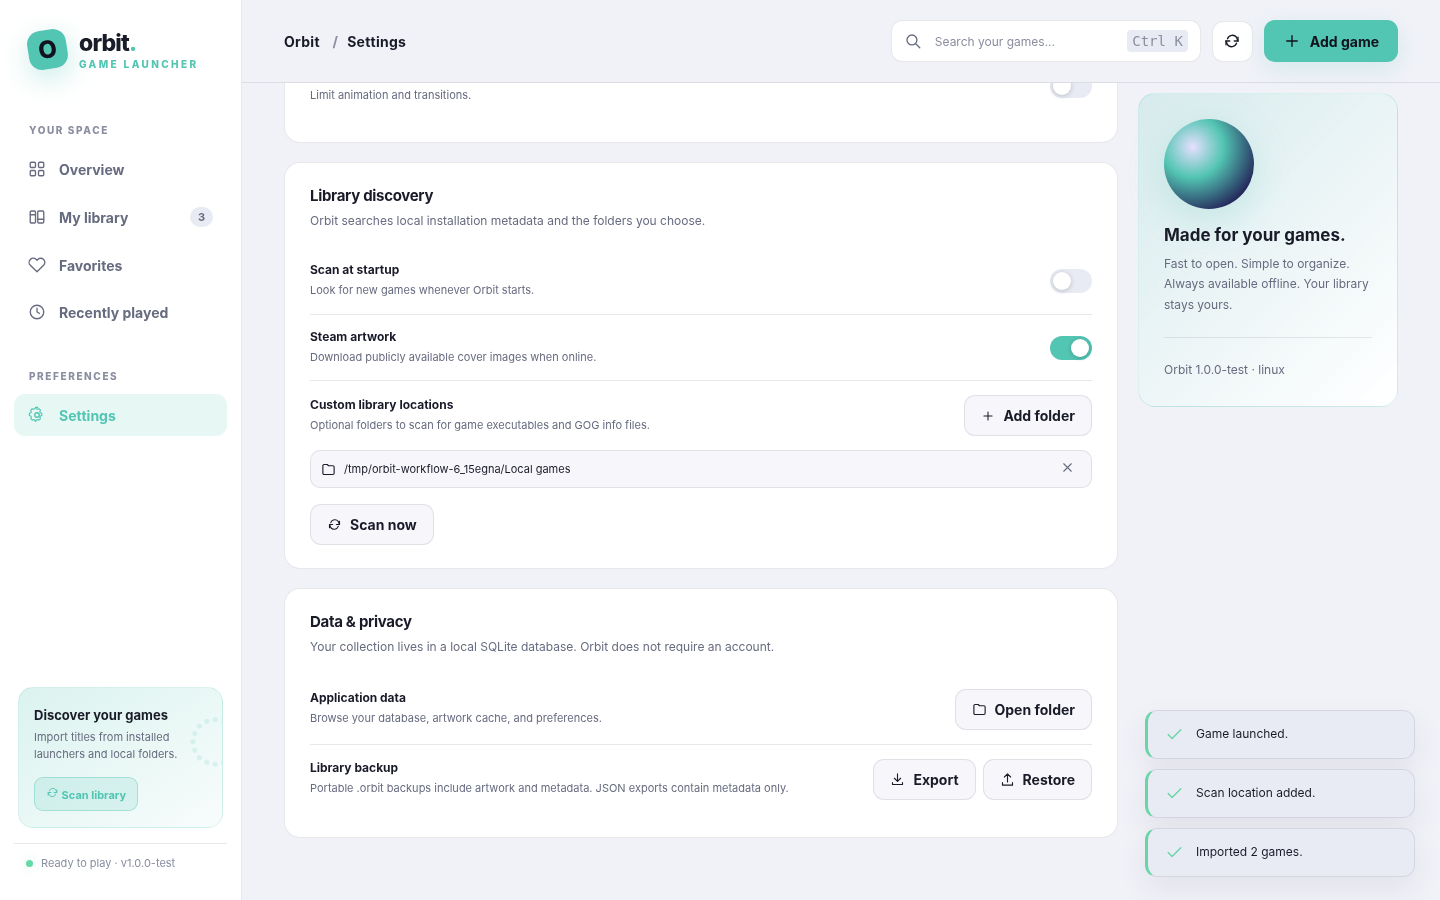 orbit.
GAME LAUNCHER
YOUR SPACE
Overview
My library 3
Favorites
Recently played
PREFERENCES
Settings
Discover your games
Import titles from installed
launchers and local folders.
Scan library
Ready to play · v1.0.0-test
Orbit / Settings
Search your games... Ctrl K
Add game
Limit animation and transitions.
Library discovery
Orbit searches local installation metadata and the folders you choose.
Scan at startup
Look for new games whenever Orbit starts.
Steam artwork
Download publicly available cover images when online.
Custom library locations
Optional folders to scan for game executables and GOG info files.
Add folder
/tmp/orbit-workflow-6_15egna/Local games
Scan now
Data & privacy
Your collection lives in a local SQLite database. Orbit does not require an account.
Application data
Browse your database, artwork cache, and preferences.
Open folder
Library backup
Portable .orbit backups include artwork and metadata. JSON exports contain metadata only.
Export
Restore
Made for your games.
Fast to open. Simple to organize.
Always available offline. Your library
stays yours.
Orbit 1.0.0-test · linux
Game launched.
Scan location added.
Imported 2 games.